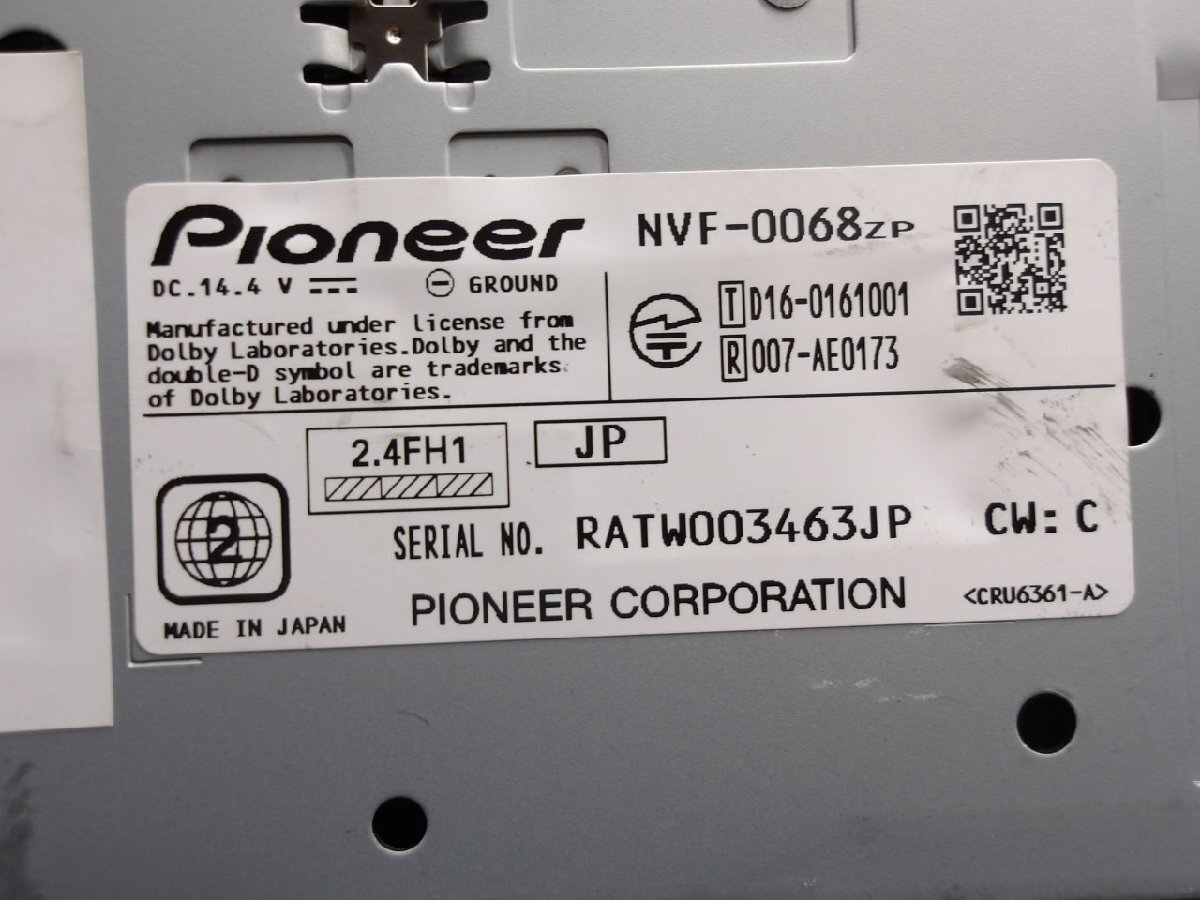 Pioneer
NVF-0068ZP
DC.14.4 V
GROUND
Manufactured under license from
Dolby Laboratories.Dolby and the
double-D symbol are trademarks
of Dolby Laboratories.
T D16-0161001
R 007-AE0173
2.4FH1
JP
2
SERIAL NO. RATW003463JP CW: C
MADE IN JAPAN
PIONEER CORPORATION
<CRU6361-A>